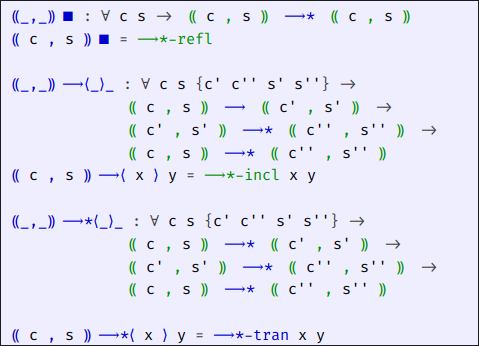 ⸨_,_⸩∎ : ∀ c s → ⸨ c , s ⸩ ⟶* ⸨ c , s ⸩
⸨ c , s ⸩∎ = ⟶*-refl
⸨_,_⸩⟶⟨_⟩_ : ∀ c s {c' c'' s' s''} →
⸨ c , s ⸩ ⟶ ⸨ c' , s' ⸩ →
⸨ c' , s' ⸩ ⟶* ⸨ c'' , s'' ⸩ →
⸨ c , s ⸩ ⟶* ⸨ c'' , s'' ⸩
⸨ c , s ⸩⟶⟨ x ⟩ y = ⟶*-incl x y
⸨_,_⸩⟶*⟨_⟩_ : ∀ c s {c' c'' s' s''} →
⸨ c , s ⸩ ⟶* ⸨ c' , s' ⸩ →
⸨ c' , s' ⸩ ⟶* ⸨ c'' , s'' ⸩ →
⸨ c , s ⸩ ⟶* ⸨ c'' , s'' ⸩
⸨ c , s ⸩⟶*⟨ x ⟩ y = ⟶*-tran x y